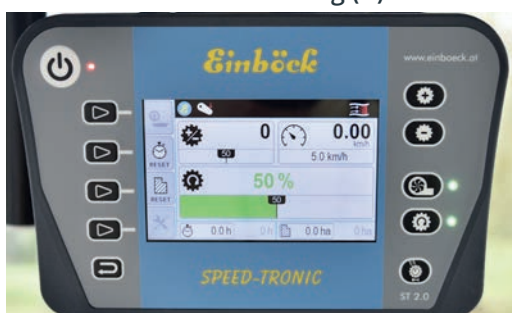 Einböck
www.einboeck.at
0
0.00
km/h
50
5.0 km/h
RESET
50 %
50
RESET
0.0 h
0 h
0.0 ha
0 ha
SPEED-TRONIC
ST 2.0